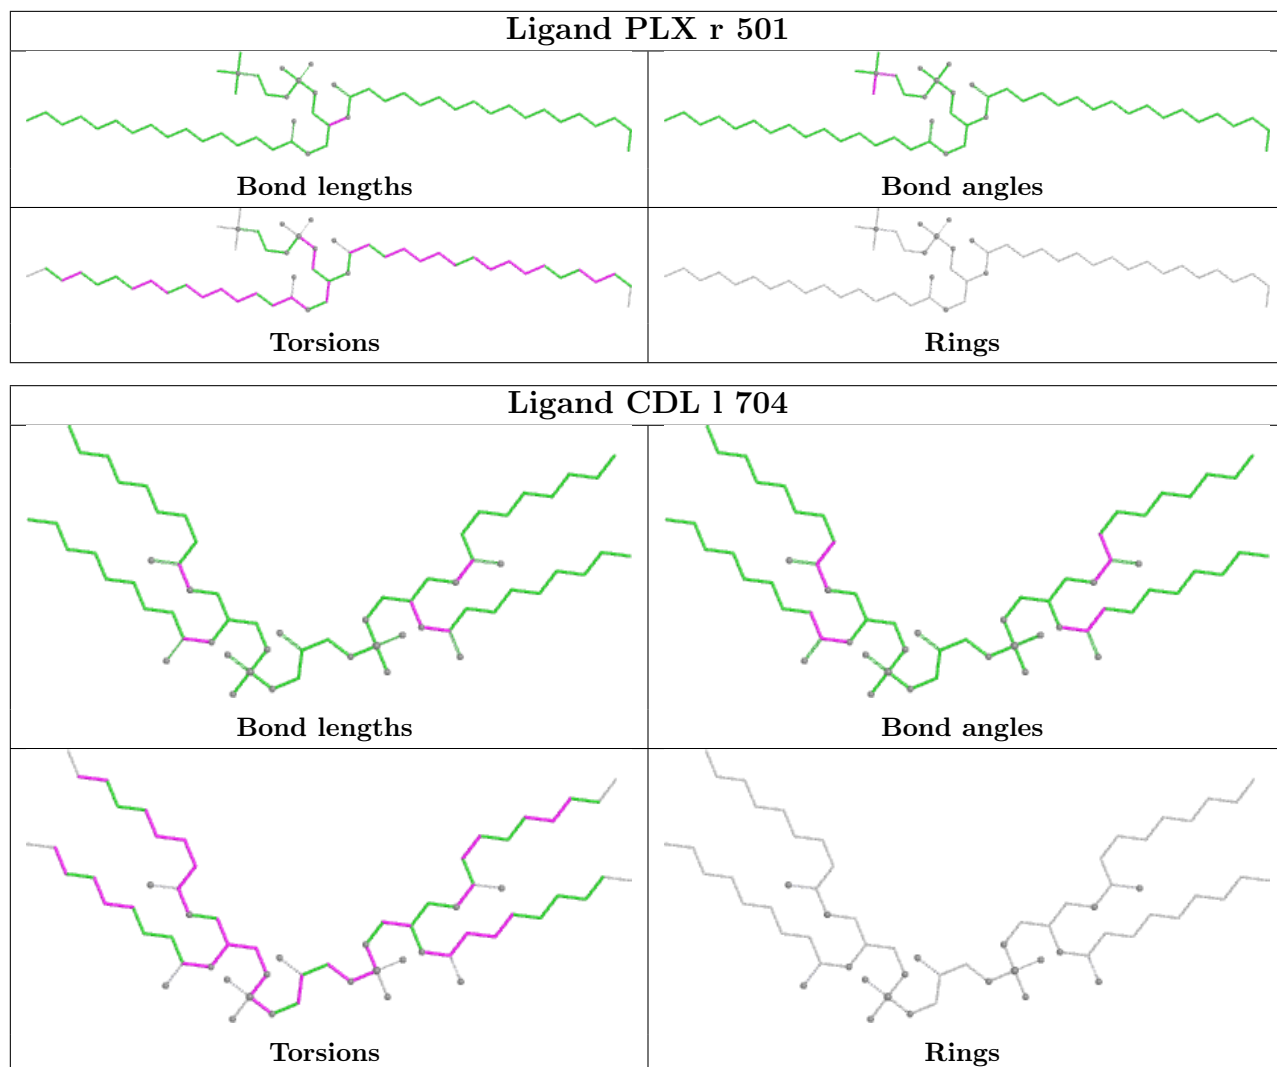 Ligand PLX r 501
Bond lengths
Bond angles
Torsions
Rings
Ligand CDL l 704
Bond lengths
Bond angles
Torsions
Rings